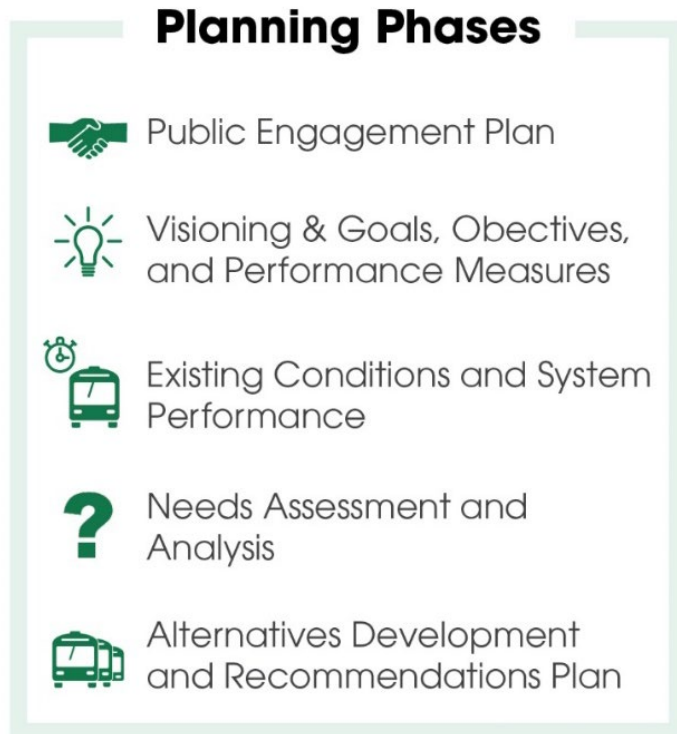 Planning Phases
Public Engagement Plan
Visioning & Goals, Obectives,
and Performance Measures
Existing Conditions and System
Performance
Needs Assessment and
Analysis
Alternatives Development
and Recommendations Plan